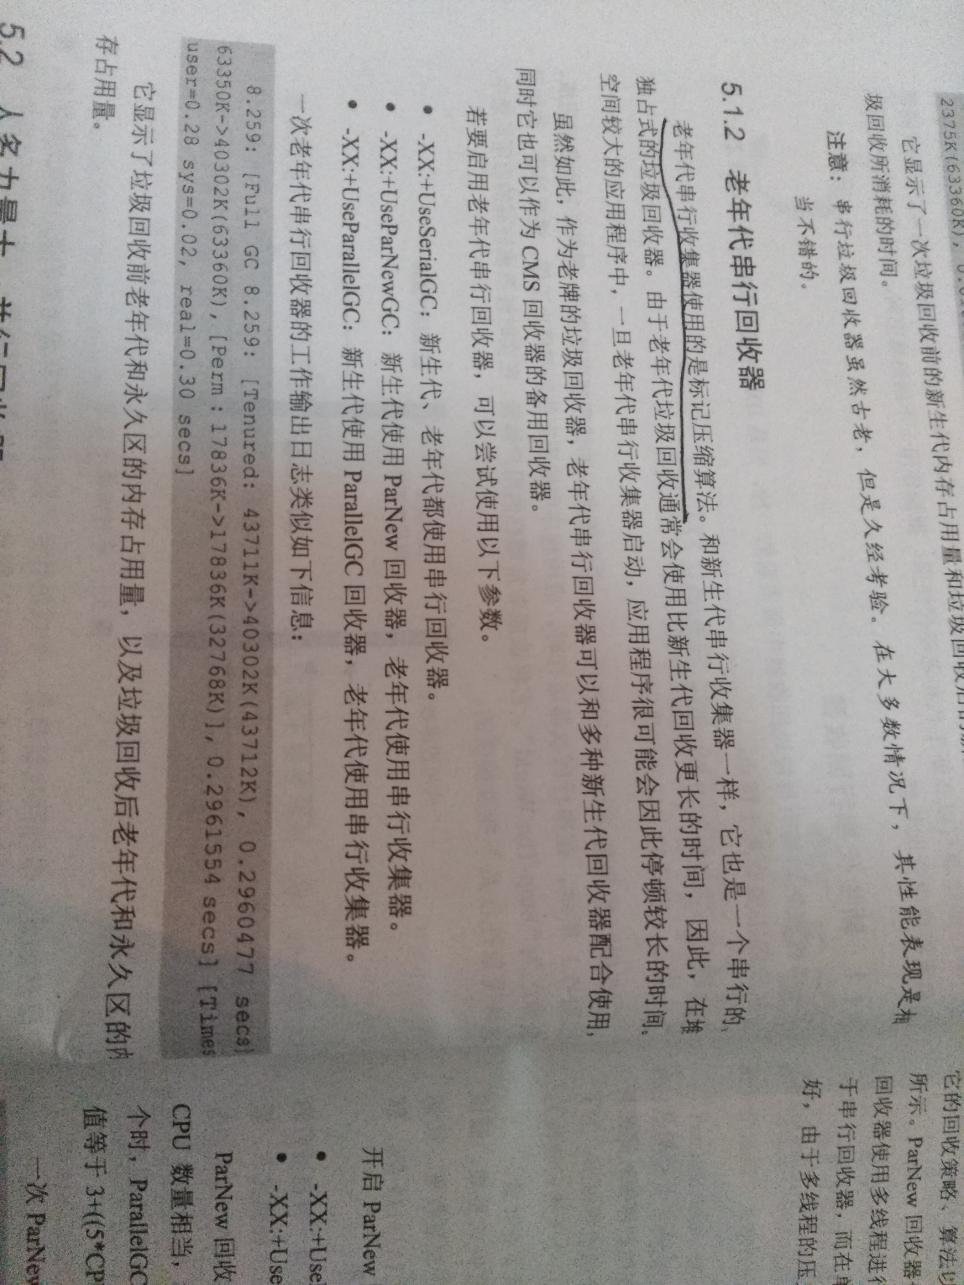 2375K(63360K),
它显示了一次垃圾回收前的新生代内存占用量和垃圾回收后的新
圾回收所消耗的时间。
注意：串行垃圾回收器虽然古老，但是久经考验。在大多数情况下，其性能表现是相
当不错的。
5.1.2 老年代串行回收器
老年代串行收集器使用的是标记压缩算法。和新生代串行收集器一样，它也是一个串行的、
独占式的垃圾回收器。由于老年代垃圾回收通常会使用比新生代回收更长的时间，因此，在堆
空间较大的应用程序中，一旦老年代串行收集器启动，应用程序很可能会因此停顿较长的时间。
虽然如此，作为老牌的垃圾回收器，老年代串行回收器可以和多种新生代回收器配合使用，
同时它也可以作为 CMS 回收器的备用回收器。
若要启用老年代串行回收器，可以尝试使用以下参数。
• -XX:+UseSerialGC：新生代、老年代都使用串行回收器。
• -XX:+UseParNewGC：新生代使用 ParNew 回收器，老年代使用串行收集器。
• -XX:+UseParallelGC：新生代使用 ParallelGC 回收器，老年代使用串行收集器。
一次老年代串行回收器的工作输出日志类似如下信息：
8.259: [Full GC 8.259: [Tenured: 43711K->40302K(43712K), 0.2960477 secs]
63350K->40302K(63360K), [Perm : 17836K->17836K(32768K)], 0.2961554 secs] [Times
user=0.28 sys=0.02, real=0.30 secs]
它显示了垃圾回收前老年代和永久区的内存占用量，以及垃圾回收后老年代和永久区的内
存占用量。
5.2 人多力量大：并行回收器
它的回收策略、算法以
所示。ParNew 回收器
回收器使用多线程进
于串行回收器，而在单
好，由于多线程的压
开启 ParNew
• -XX:+Use
• -XX:+Use
ParNew 回收
CPU 数量相当，
个时，ParallelGC
值等于 3+((5*CP
一次 ParNew